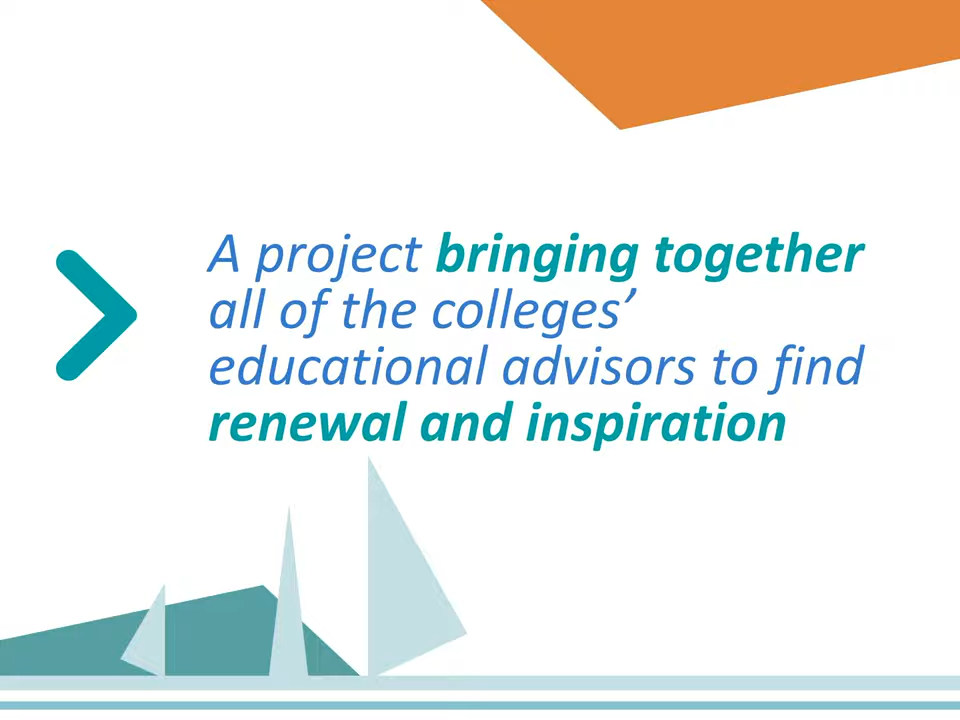 A project bringing together
all of the colleges’
educational advisors to find
renewal and inspiration